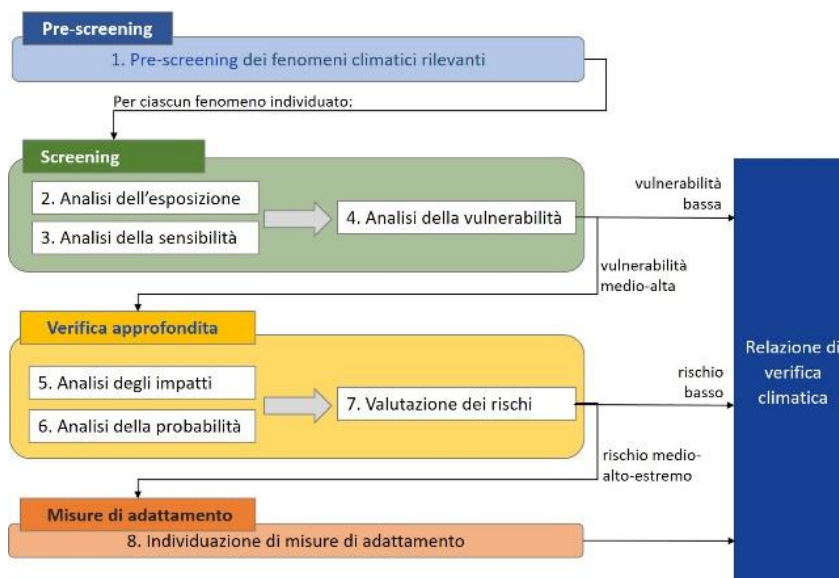 Pre-screening
1. Pre-screening dei fenomeni climatici rilevanti
Per ciascun fenomeno individuato:
Screening
2. Analisi dell'esposizione
3. Analisi della sensibilità
4. Analisi della vulnerabilità
vulnerabilità
bassa
vulnerabilità
medio-alta
Verifica approfondita
5. Analisi degli impatti
6. Analisi della probabilità
7. Valutazione dei rischi
rischio
basso
rischio medio-
alto-estremo
Relazione di
verifica
climatica
Misure di adattamento
8. Individuazione di misure di adattamento